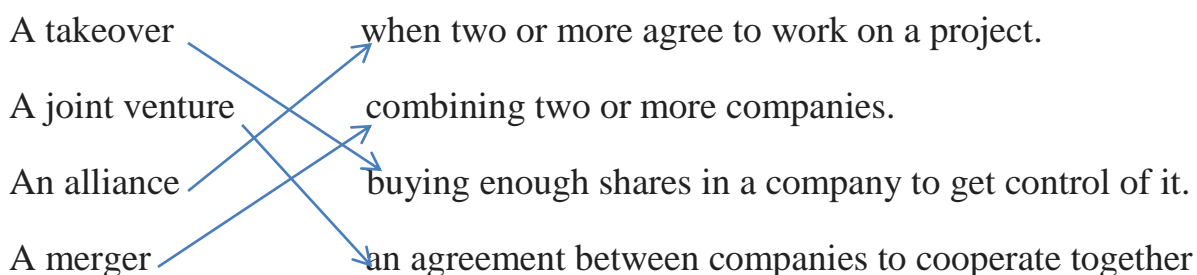 A takeover when two or more agree to work on a project.
A joint venture combining two or more companies.
An alliance buying enough shares in a company to get control of it.
A merger an agreement between companies to cooperate together